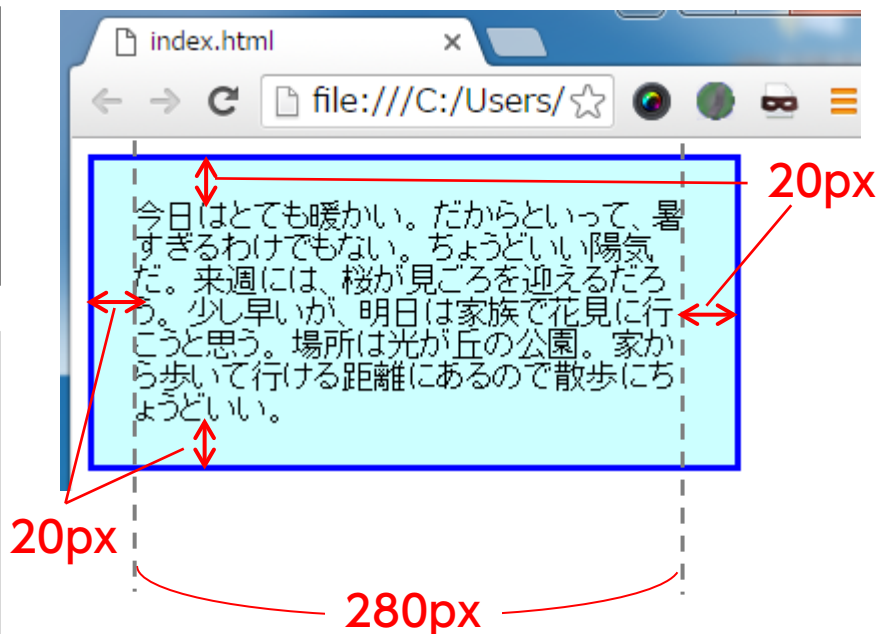 index.html
file:///C:/Users/
20px
今日はとても暖かい。だからといって、暑
すぎるわけでもない。ちょうどいい陽気
だ。来週には、桜が見ごろを迎えるだろ
う。少し早いが、明日は家族で花見に行
こうと思う。場所は光が丘の公園。家か
ら歩いて行ける距離にあるので散歩にち
ょうどいい。
20px
280px